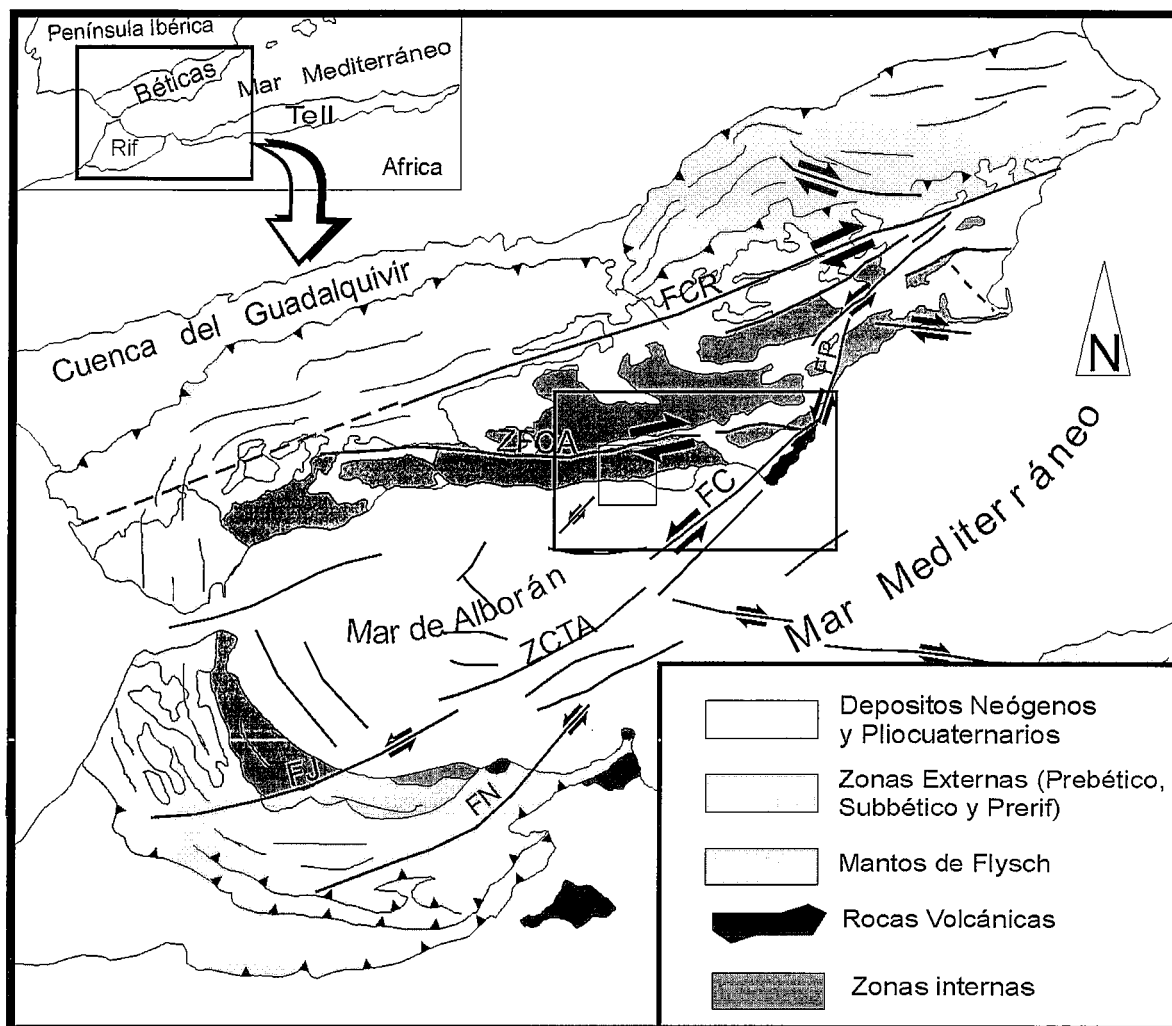 Península Ibérica
Béticas
Mar Mediterráneo
Tell
Rif
Africa
Cuenca del Guadalquivir
FCR
N
FP
ZFOA
FC
Mar de Alborán
Mar Mediterráneo
ZCTA
FJ
FN
Depositos Neógenos
y Pliocuaternarios
Zonas Externas (Prebético,
Subbético y Prerif)
Mantos de Flysch
Rocas Volcánicas
Zonas internas